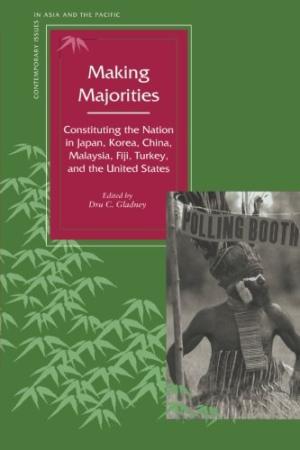 CONTEMPORARY ISSUES
IN ASIA AND THE PACIFIC
Making
Majorities
Constituting the Nation
in Japan, Korea, China,
Malaysia, Fiji, Turkey,
and the United States
Edited by
Dru C. Gladney
POLLING BOOTH